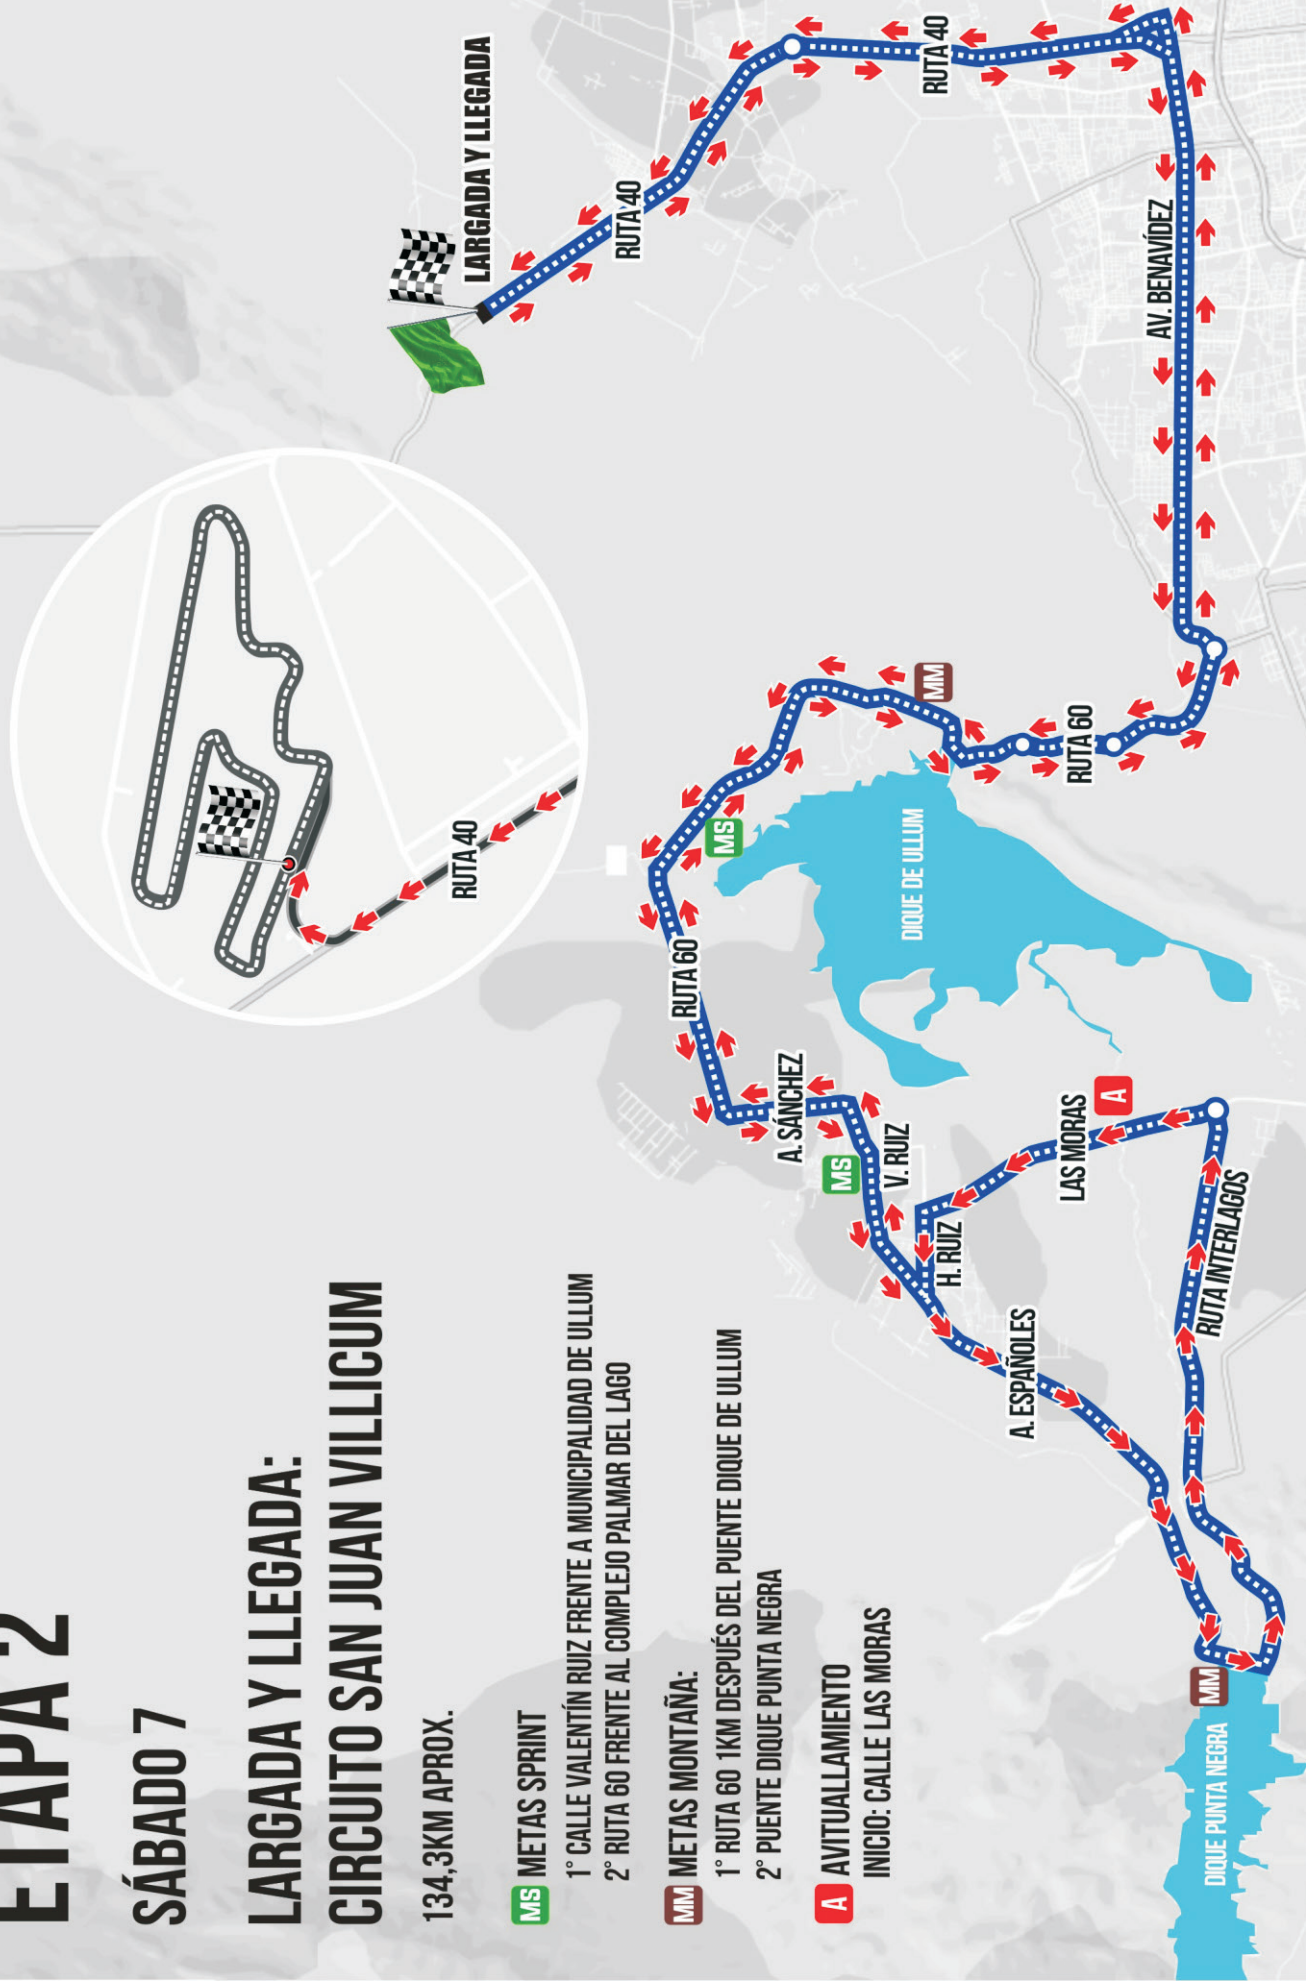 ETAPA 2
SÁBADO 7
LARGADA Y LLEGADA:
CIRCUITO SAN JUAN VILLICUM
134,3KM APROX.
MS METAS SPRINT
1° CALLE VALENTÍN RUIZ FRENTE A MUNICIPALIDAD DE ULLUM
2° RUTA 60 FRENTE AL COMPLEJO PALMAR DEL LAGO
MM METAS MONTAÑA:
1° RUTA 60 1KM DESPUÉS DEL PUENTE DIQUE DE ULLUM
2° PUENTE DIQUE PUNTA NEGRA
A AVITUALLAMIENTO
INICIO: CALLE LAS MORAS
RUTA 40
LARGADA Y LLEGADA
RUTA 40
RUTA 40
AV. BENAVÍDEZ
RUTA 60
MM
MS
DIQUE DE ULLUM
RUTA 60
A. SÁNCHEZ
MS
V. RUIZ
H. RUIZ
LAS MORAS
A
A. ESPAÑOLES
RUTA INTERLAGOS
MM
DIQUE PUNTA NEGRA